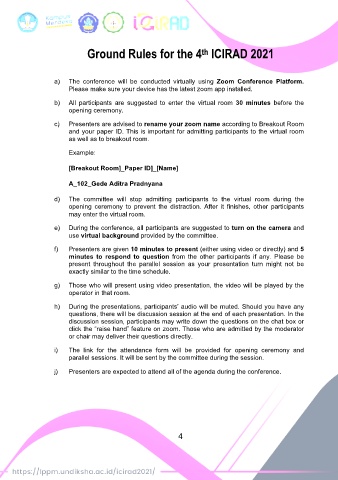 ICIRAD
Ground Rules for the 4th ICIRAD 2021
a) The conference will be conducted virtually using Zoom Conference Platform.
Please make sure your device has the latest zoom app installed.
b) All participants are suggested to enter the virtual room 30 minutes before the
opening ceremony.
c) Presenters are advised to rename your zoom name according to Breakout Room
and your paper ID. This is important for admitting participants to the virtual room
as well as to breakout room.
Example:
[Breakout Room]_Paper ID]_[Name]
A_102_Gede Aditra Pradnyana
d) The committee will stop admitting participants to the virtual room during the
opening ceremony to prevent the distraction. After it finishes, other participants
may enter the virtual room.
e) During the conference, all participants are suggested to turn on the camera and
use virtual background provided by the committee.
f) Presenters are given 10 minutes to present (either using video or directly) and 5
minutes to respond to question from the other participants if any. Please be
present throughout the parallel session as your presentation turn might not be
exactly similar to the time schedule.
g) Those who will present using video presentation, the video will be played by the
operator in that room.
h) During the presentations, participants' audio will be muted. Should you have any
questions, there will be discussion session at the end of each presentation. In the
discussion session, participants may write down the questions on the chat box or
click the "raise hand" feature on zoom. Those who are admitted by the moderator
or chair may deliver their questions directly.
i) The link for the attendance form will be provided for opening ceremony and
parallel sessions. It will be sent by the committee during the session.
j) Presenters are expected to attend all of the agenda during the conference.
4
https://lppm.undiksha.ac.id/icirad2021/